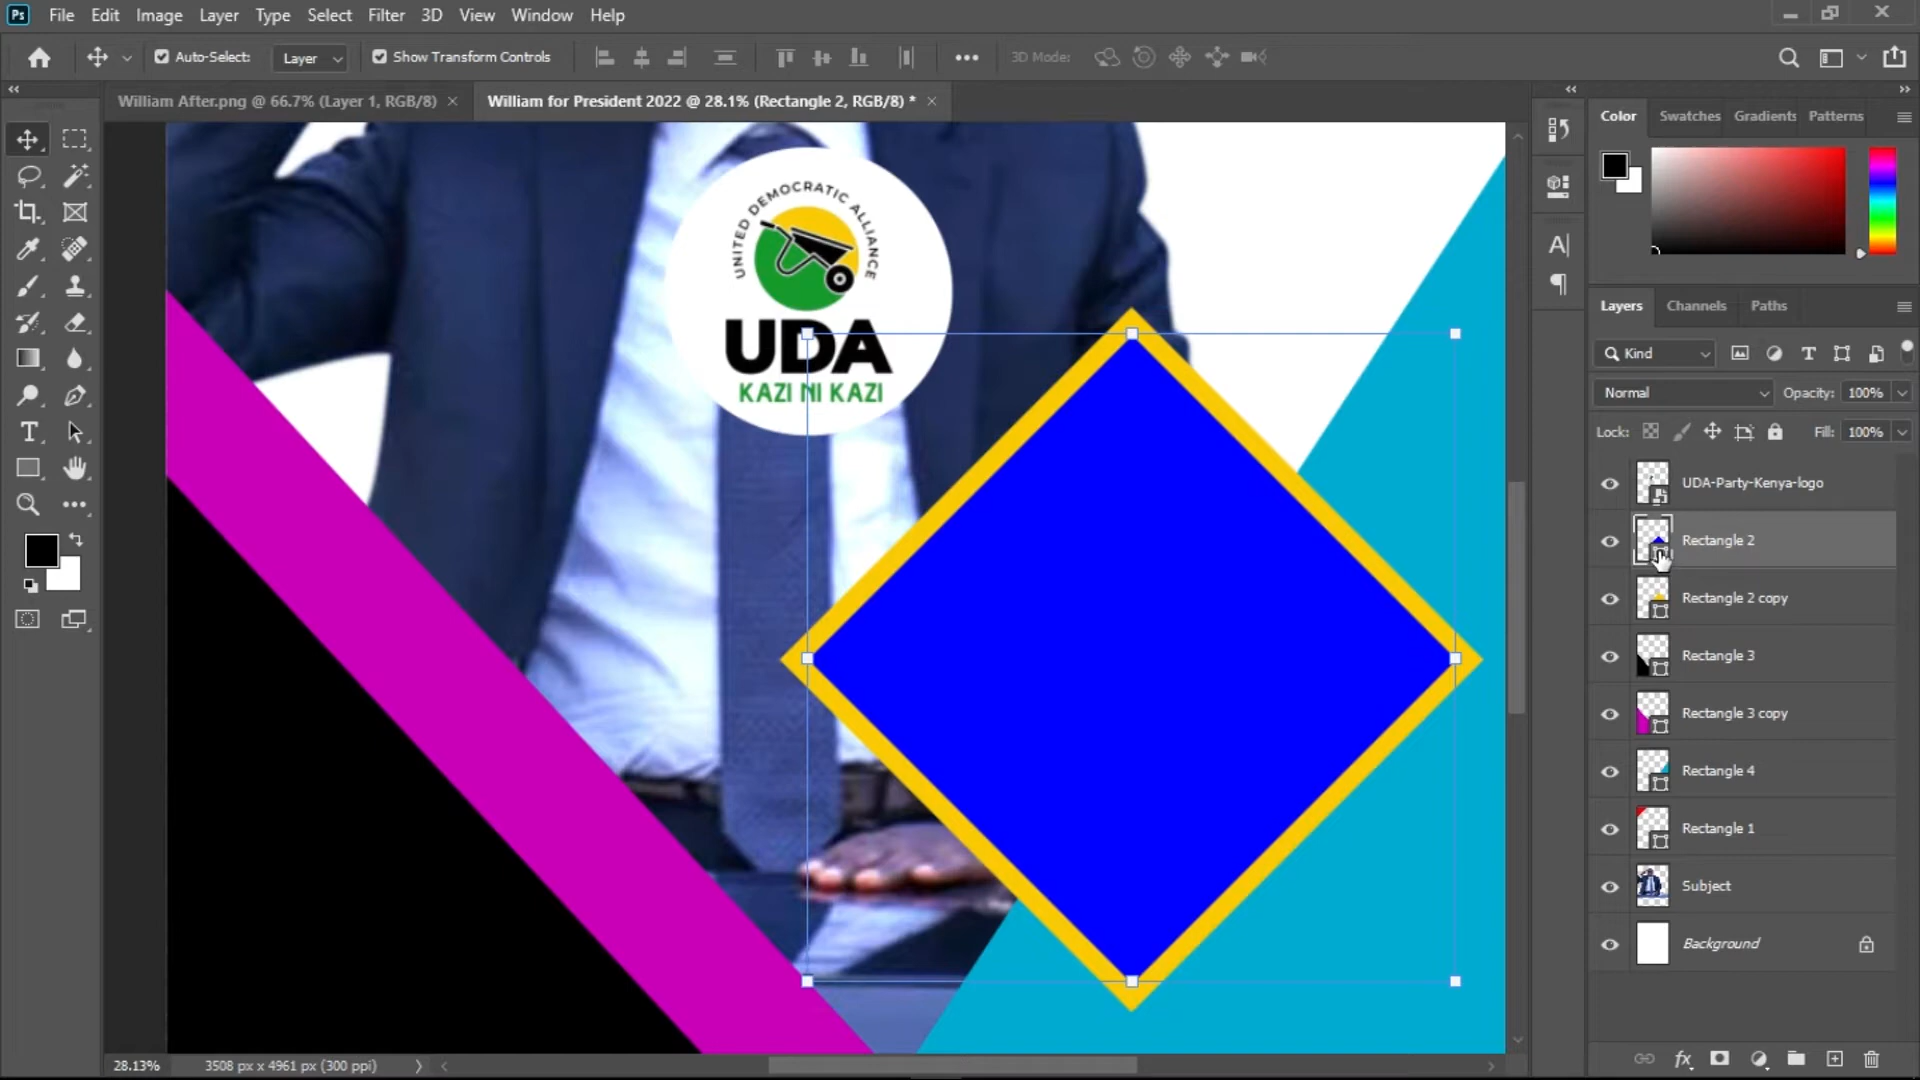 Ps File Edit Image Layer Type Select Filter 3D View Window Help
Auto-Select: Layer Show Transform Controls 3D Mode:
William After.png @ 66.7% (Layer 1, RGB/8) × William for President 2022 @ 28.1% (Rectangle 2, RGB/8) * ×
Color Swatches Gradients Patterns
UNITED DEMOCRATIC ALLIANCE
UDA
KAZI NI KAZI
Layers Channels Paths
Kind
Normal Opacity: 100%
Lock: Fill: 100%
UDA-Party-Kenya-logo
Rectangle 2
Rectangle 2 copy
Rectangle 3
Rectangle 3 copy
Rectangle 4
Rectangle 1
Subject
Background
28.13% 3508 px x 4961 px (300 ppi)